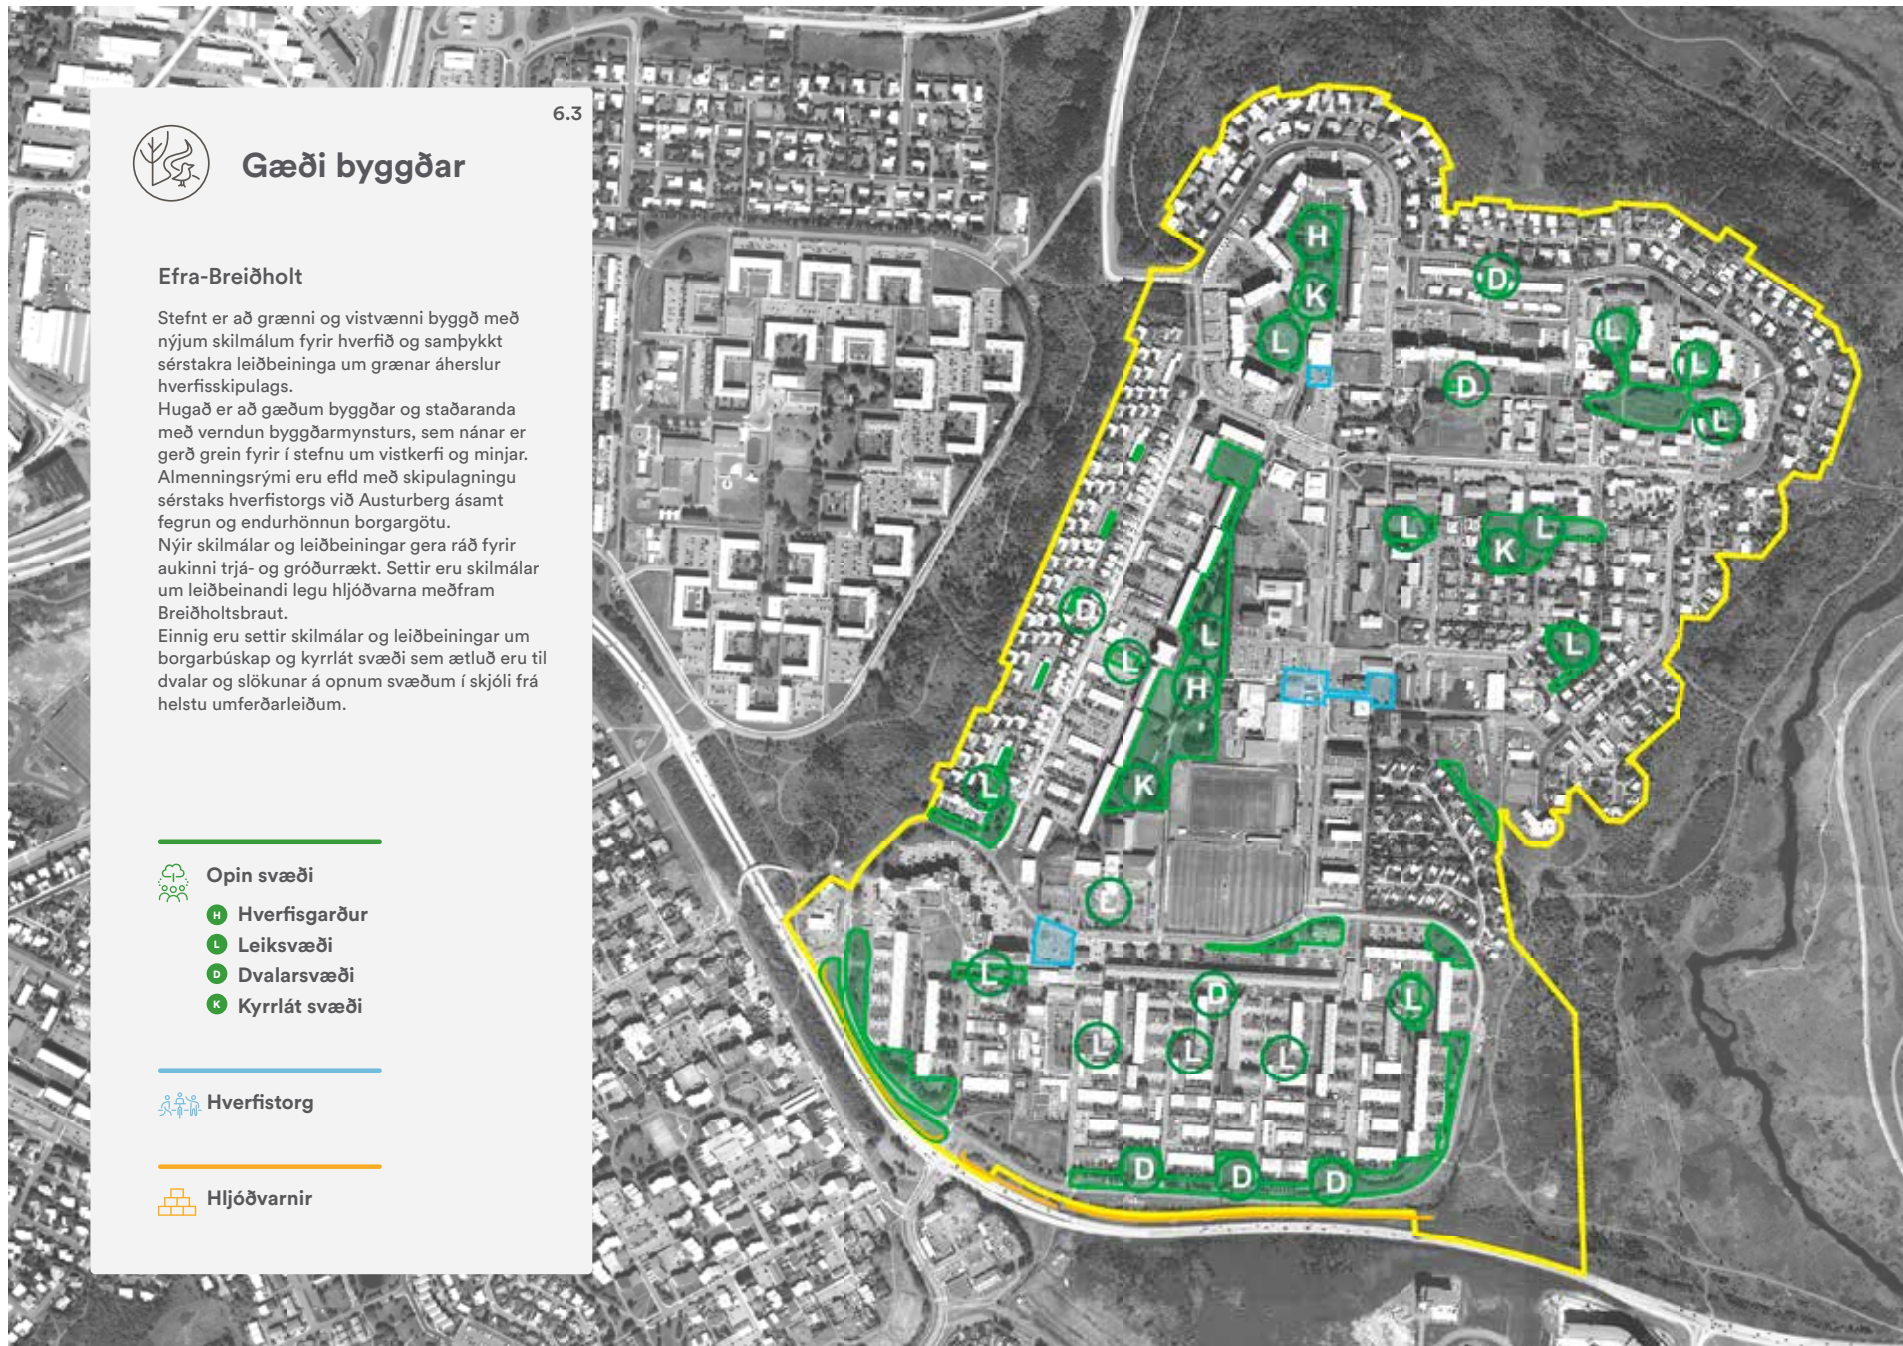 6.3
Gæði byggðar
Efra-Breiðholt
Stefnt er að grænni og vistvænni byggð með
nýjum skilmálum fyrir hverfið og samþykkt
sérstakra leiðbeininga um grænar áherslur
hverfisskipulags.
Hugað er að gæðum byggðar og staðaranda
með verndun byggðarmynsturs, sem nánar er
gerð grein fyrir í stefnu um vistkerfi og minjar.
Almenningsrými eru efld með skipulagningu
sérstaks hverfistorgs við Austurberg ásamt
fegrun og endurhönnun borgargötu.
Nýir skilmálar og leiðbeiningar gera ráð fyrir
aukinni trjá- og gróðurrækt. Settir eru skilmálar
um leiðbeinandi legu hljóðvarna meðfram
Breiðholtsbraut.
Einnig eru settir skilmálar og leiðbeiningar um
borgarbúskap og kyrrlát svæði sem ætluð eru til
dvalar og slökunar á opnum svæðum í skjóli frá
helstu umferðarleiðum.
Opin svæði
H Hverfisgarður
L Leiksvæði
D Dvalarsvæði
K Kyrrlát svæði
Hverfistorg
Hljóðvarnir
H
D
K
L
L
L
D
L
L
L
K
D
L
L
L
H
L
K
L
L
D
L
L
L
L
D
D
D